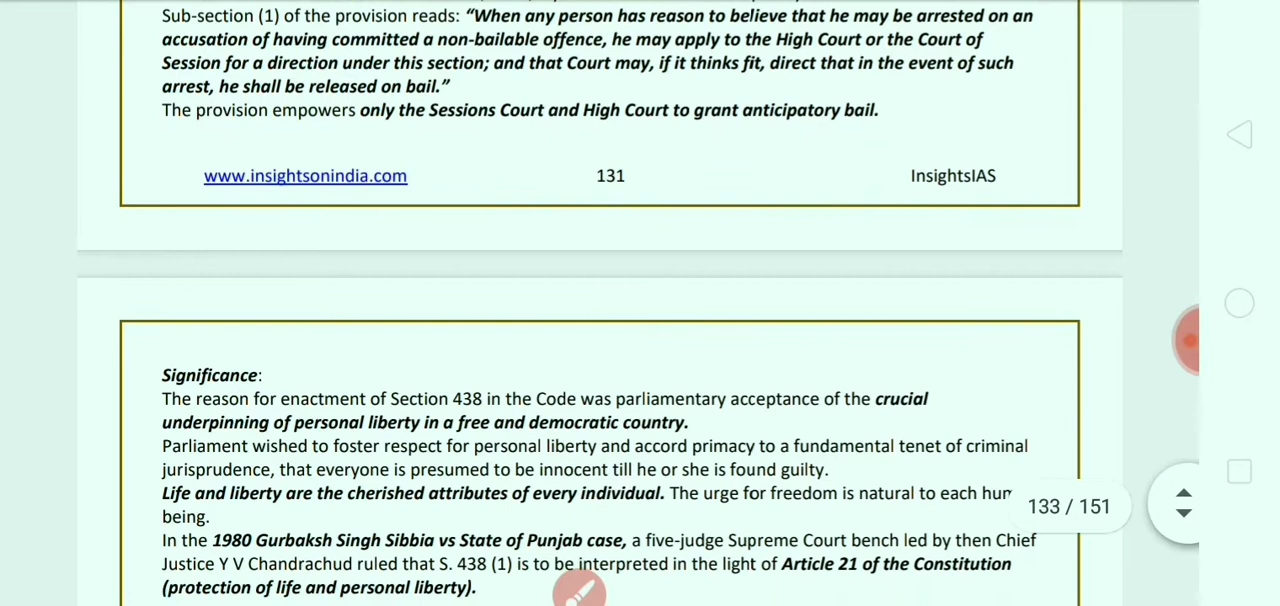 Sub-section (1) of the provision reads: “When any person has reason to believe that he may be arrested on an
accusation of having committed a non-bailable offence, he may apply to the High Court or the Court of
Session for a direction under this section; and that Court may, if it thinks fit, direct that in the event of such
arrest, he shall be released on bail.”
The provision empowers only the Sessions Court and High Court to grant anticipatory bail.
www.insightsonindia.com 131 InsightsIAS
Significance:
The reason for enactment of Section 438 in the Code was parliamentary acceptance of the crucial
underpinning of personal liberty in a free and democratic country.
Parliament wished to foster respect for personal liberty and accord primacy to a fundamental tenet of criminal
jurisprudence, that everyone is presumed to be innocent till he or she is found guilty.
Life and liberty are the cherished attributes of every individual. The urge for freedom is natural to each
being.
133 / 151
In the 1980 Gurbaksh Singh Sibbia vs State of Punjab case, a five-judge Supreme Court bench led by then Chief
Justice Y V Chandrachud ruled that S. 438 (1) is to be interpreted in the light of Article 21 of the Constitution
(protection of life and personal liberty).